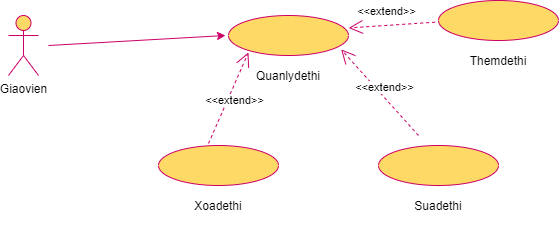 <<extend>>
Themdethi
Quanlydethi
Giaovien
<<extend>>
<<extend>>
Xoadethi
Suadethi